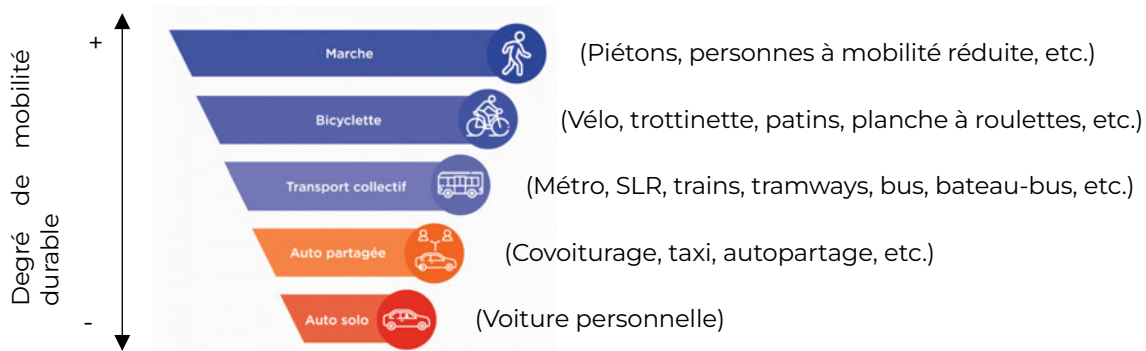 Degré de mobilité
durable
+
Marche
(Piétons, personnes à mobilité réduite, etc.)
Bicyclette
(Vélo, trottinette, patins, planche à roulettes, etc.)
Transport collectif
(Métro, SLR, trains, tramways, bus, bateau-bus, etc.)
Auto partagée
(Covoiturage, taxi, autopartage, etc.)
-
Auto solo
(Voiture personnelle)